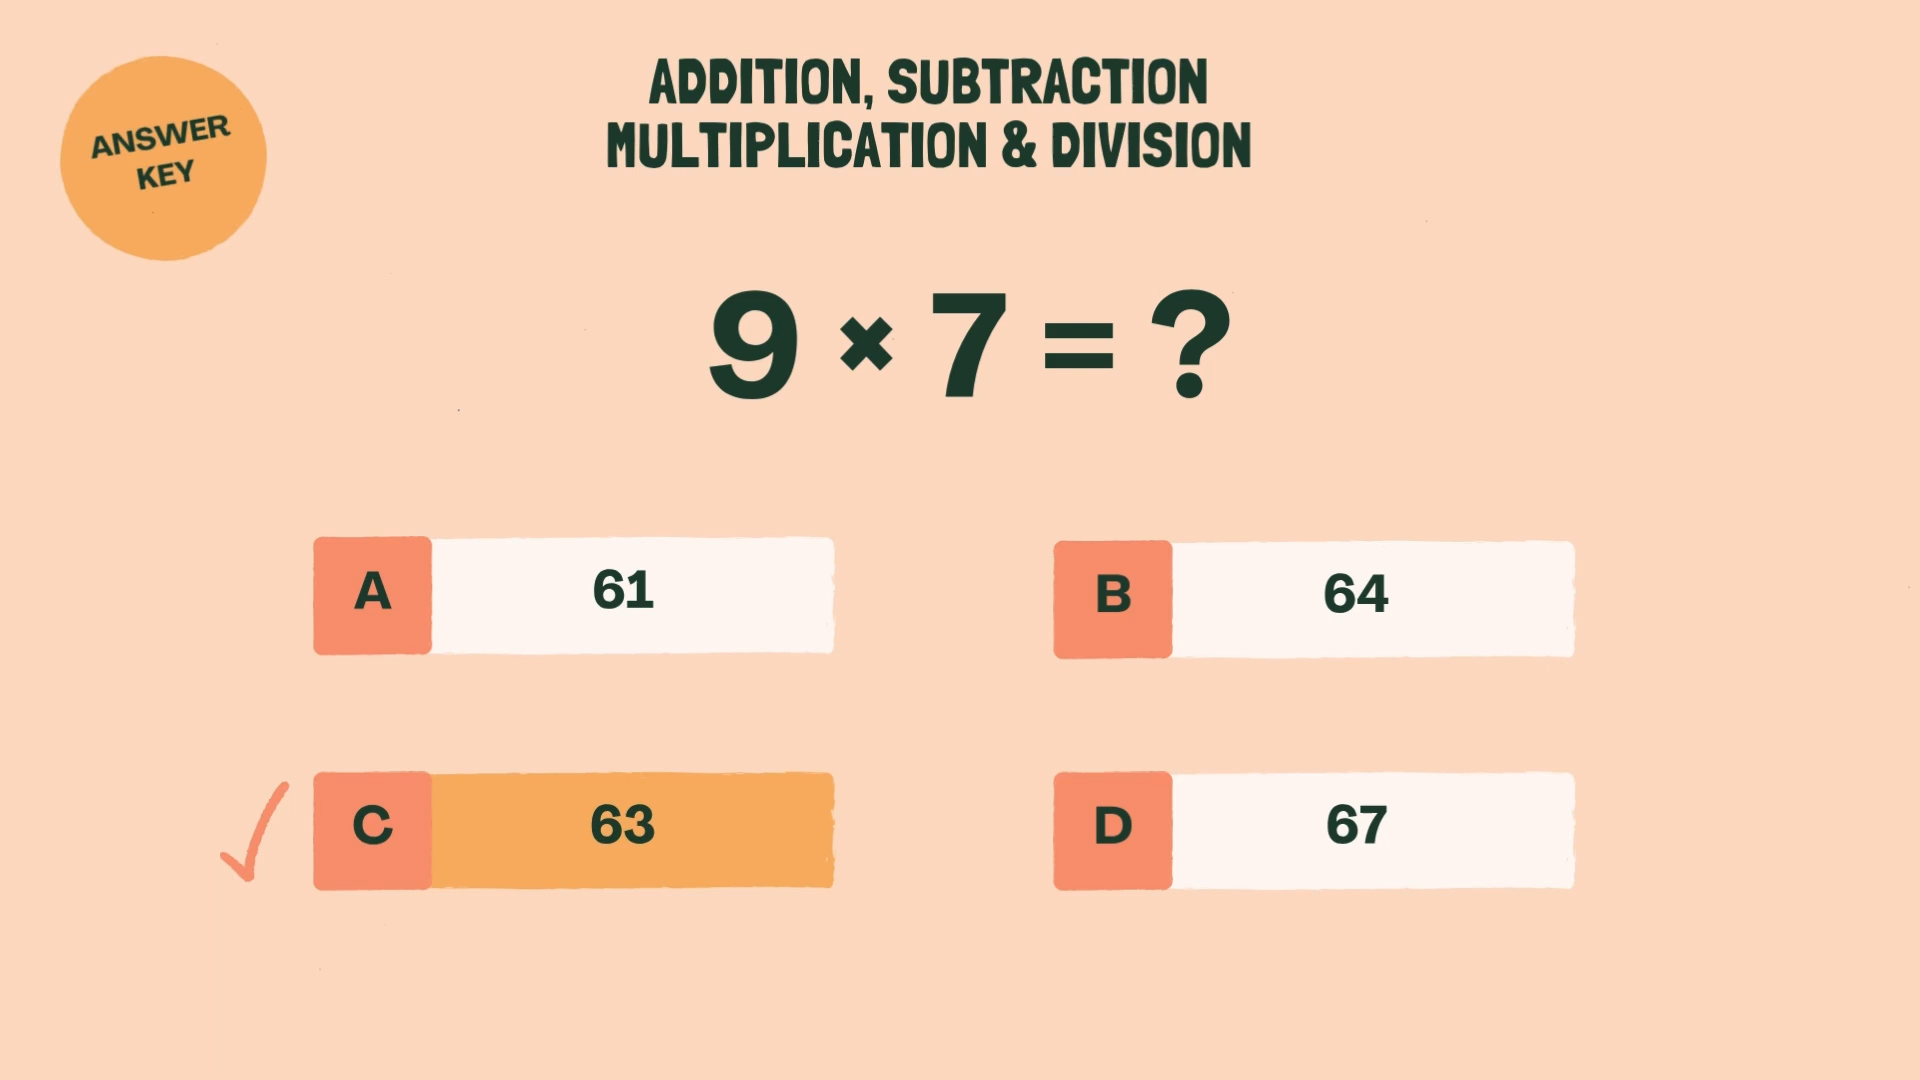 ANSWER
KEY
ADDITION, SUBTRACTION
MULTIPLICATION & DIVISION
9 × 7 = ?
A 61
B 64
C 63
D 67